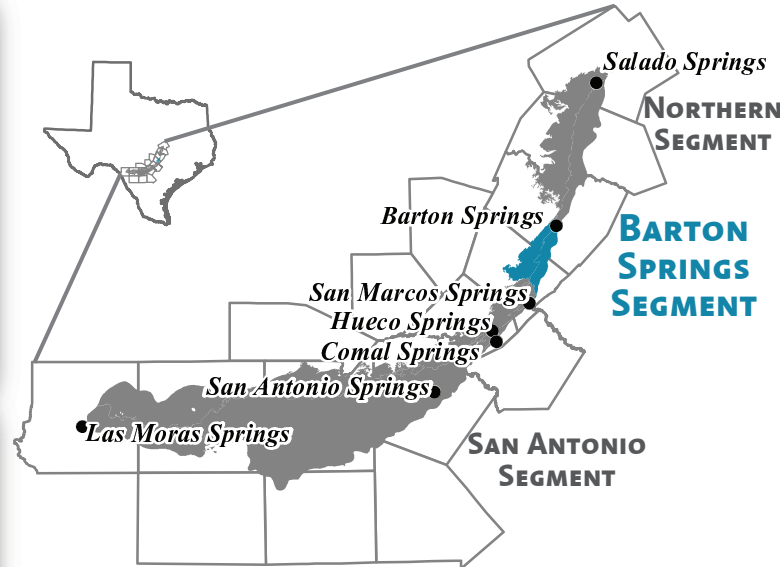 Salado Springs
NORTHERN
SEGMENT
Barton Springs
BARTON
SPRINGS
SEGMENT
San Marcos Springs
Hueco Springs
Comal Springs
San Antonio Springs
Las Moras Springs
SAN ANTONIO
SEGMENT